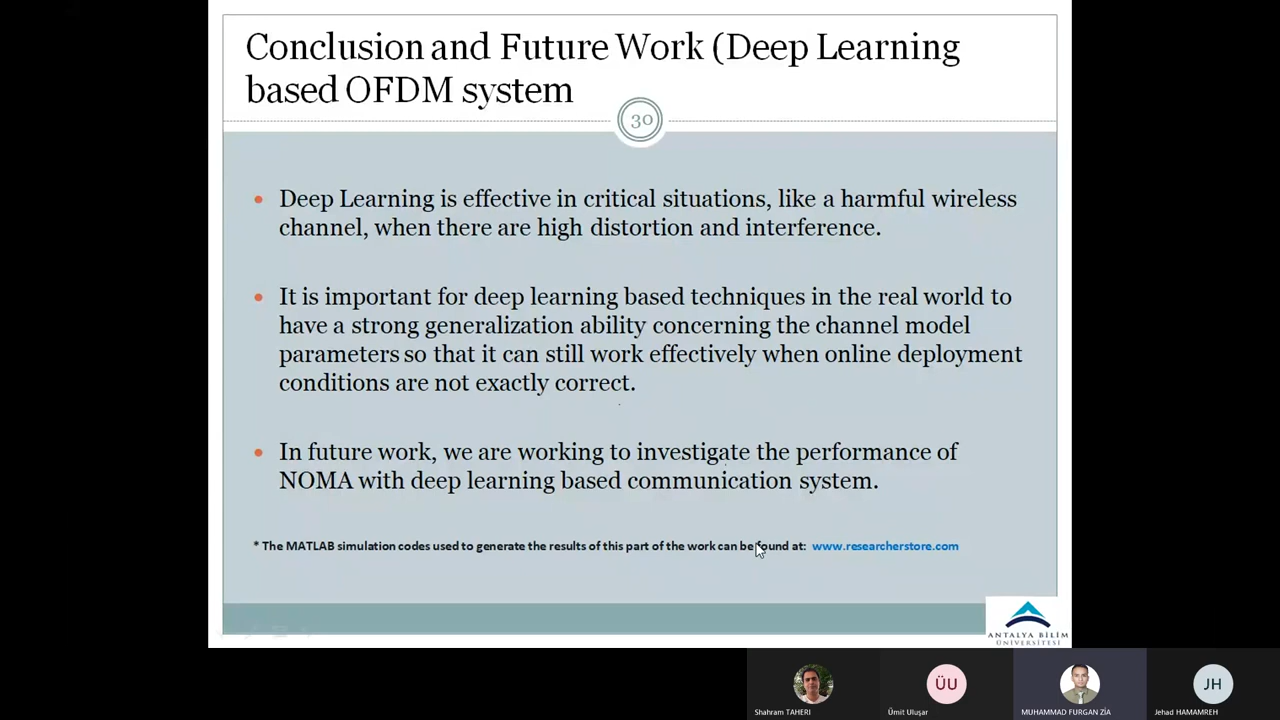 Conclusion and Future Work (Deep Learning
based OFDM system
30
• Deep Learning is effective in critical situations, like a harmful wireless
channel, when there are high distortion and interference.
• It is important for deep learning based techniques in the real world to
have a strong generalization ability concerning the channel model
parameters so that it can still work effectively when online deployment
conditions are not exactly correct.
• In future work, we are working to investigate the performance of
NOMA with deep learning based communication system.
* The MATLAB simulation codes used to generate the results of this part of the work can be found at: www.researcherstore.com
ANTALYA BİLİM
ÜNİVERSİTESİ
ÜU
JH
Shahram TAHERI
Ümit Uluşar
MUHAMMAD FURGAN ZİA
Jehad HAMAMREH